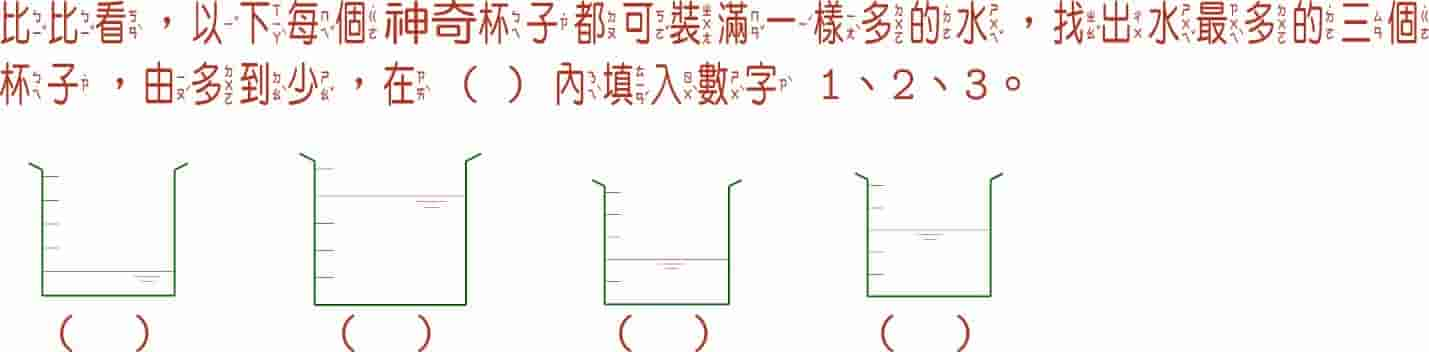 比比看，以下每個神奇杯子都可裝滿一樣多的水，找出水最多的三個
杯子，由多到少，在（ ）內填入數字 1、2、3。
（ ） （ ） （ ） （ ）